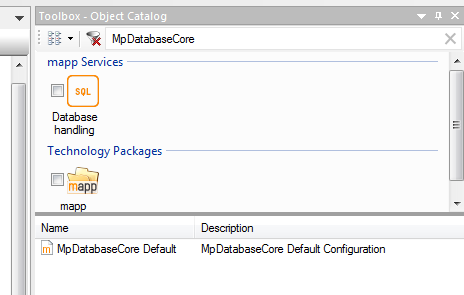 Toolbox - Object Catalog
MpDatabaseCore
mapp Services
SQL
Database
handling
Technology Packages
mapp
mapp
Name Description
MpDatabaseCore Default MpDatabaseCore Default Configuration